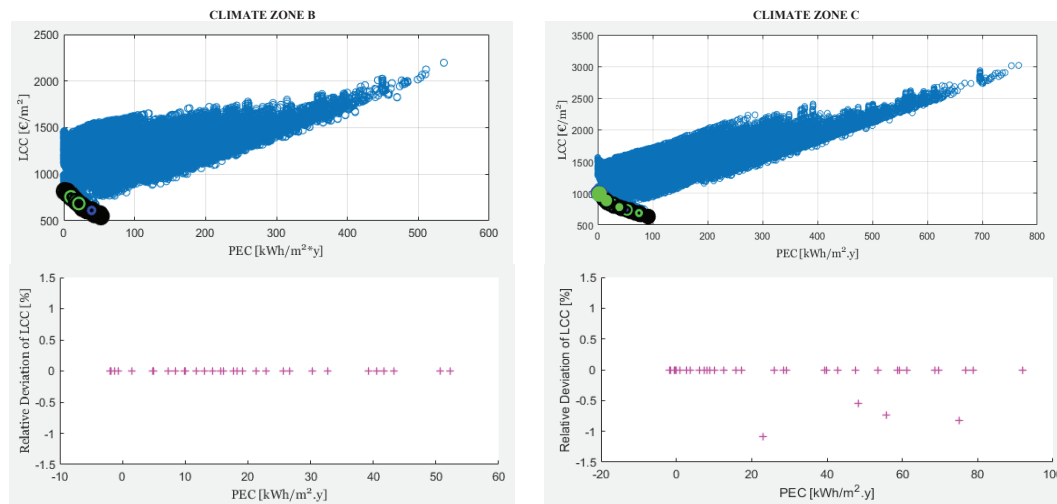 CLIMATE ZONE B
2500
2000
1500
1000
500
LCC [€/m²]
0 100 200 300 400 500 600
PEC [kWh/m²*y]
CLIMATE ZONE C
3500
3000
2500
2000
1500
1000
500
LCC [€/m²]
0 100 200 300 400 500 600 700 800
PEC [kWh/m².y]
1.5
1
0.5
0
-0.5
-1
-1.5
Relative Deviation of LCC [%]
-10 0 10 20 30 40 50 60
PEC [kWh/m².y]
1.5
1
0.5
0
-0.5
-1
-1.5
Relative Deviation of LCC [%]
-20 0 20 40 60 80 100
PEC [kWh/m².y]